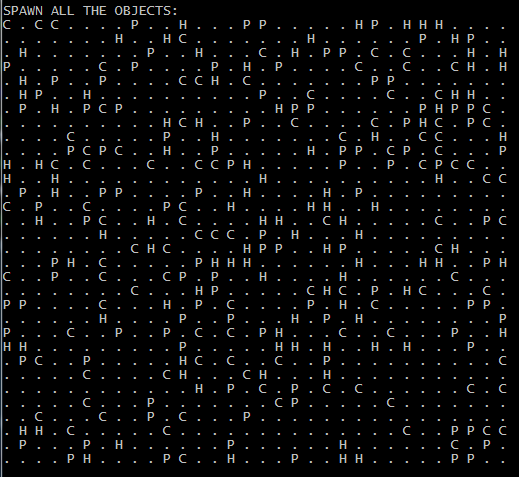 SPAWN ALL THE OBJECTS:
C . C C . . . . P . . H . . . P P . . . . . H P . H H H . . . .
. . . . . . . H . . H C . . . . . . . H . . . . . . P . H P P .
. H . . . . . . . P . . H . . . C . H . P P . C . C . . . H . H
P . . . . . C . P . . . . P . H . P . . . . C . . C . . C H . H
. H . P . . P . . . . C C H . C . . . . . . . P P . . . . . . .
. H P . . H . . . . . . . . . . P . . C . . . . C . . C H H . .
. P . H . P C P . . . . . . . . . H P P . . . . . . P H P P C .
. . . . . . . . . . H C H . . P . . C . . . . C . P H C . P C .
. . . . C . . . . . P . . H . . . . . . . C . H . . C C . . . H
. . . . P C P C . . H . . P . . . . . H . P P . C P . C . . . P
H . H C . C . . . C . . C C P H . . . . . P . . P . C P C C . .
H . . H . . . . . . . . . . . . H . . . . . . . . . . . H . C C
. P . H . . P P . . . . P . . H . . . . H . P . . . . . . . . .
C . P . . C . . . . P C . . H . . . . H H . . H . . . . . . . .
. . H . . P C . . H . C . . . . H H . . C H . . . . . C . . P C
. . . . . . H . . . . . C C C . P . H . . H . . . . . C . . . .
. . . . . . . . C H C . . . . H P P . . H P . . . . . C H . . .
. . . P H . C . . . . . P H H H . . . . . H . . . . H H . . P H
C . . P . . C . . . C P . P . . H . . . . H . . . . . . C . . .
. . . . . . . . C . . . H P . . . . . C H C . P . H C . . C . .
P P . . . . C . . . H . P . C . . . . P . H . C . . . . . P P .
. . . . . . H . . . . P . . P . . . H . P . H . . . . . . . . P
P . . . C . . P . . P . C . C . P H . . . C . . C . . . P . . H
H H . . . . . . . . . P . . P . . H H . H . . H . H . . . P . .
. P C . . P . . . . . H C . C . . C . . P . . . . . . . . . . C
. . . . . C . . . . C H . . . C H . . . H . . . . . . . . . . .
. . . . . . . . . . . . H . P . C . P . C . C . . . . . . C . C
. . . . . C . . . P . . . . . . . C P . . . . . C . . . . . . .
. . C . . . C . . P . C . . . P . . . . . . . . . . . . . . . .
. H H . C . . . . . C . . . . . . . . . . . . . . C . . P P C C
. P . . . P . H . . . . . . P . . . . . . H . . . . . . C . P .
. . . . P H . . . . P C . . H . . . P . . H H . . . . . P P . .